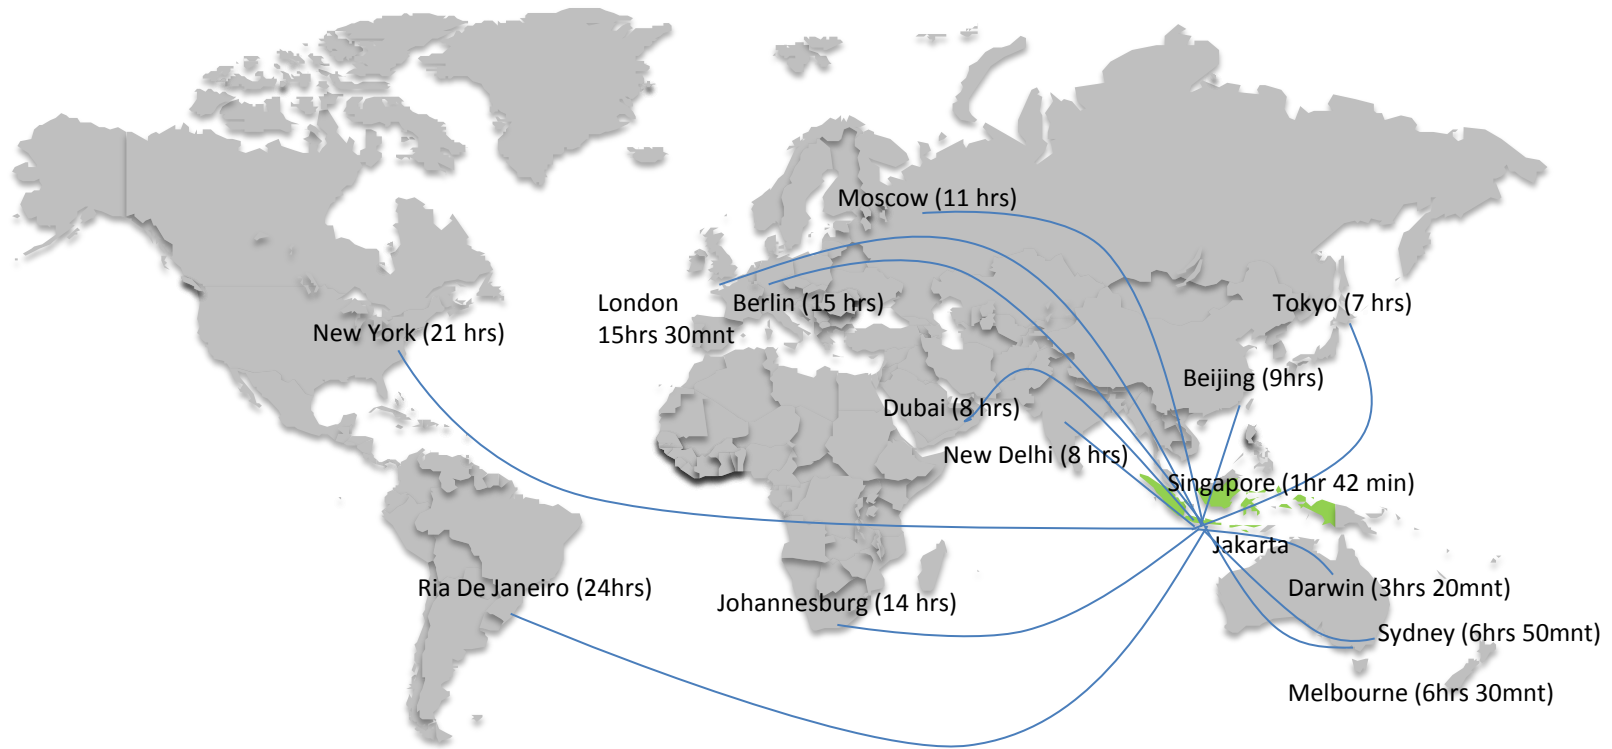 Moscow (11 hrs)
London
15hrs 30mnt
Berlin (15 hrs)
Tokyo (7 hrs)
New York (21 hrs)
Beijing (9hrs)
Dubai (8 hrs)
New Delhi (8 hrs)
Singapore (1hr 42 min)
Jakarta
Ria De Janeiro (24hrs)
Johannesburg (14 hrs)
Darwin (3hrs 20mnt)
Sydney (6hrs 50mnt)
Melbourne (6hrs 30mnt)